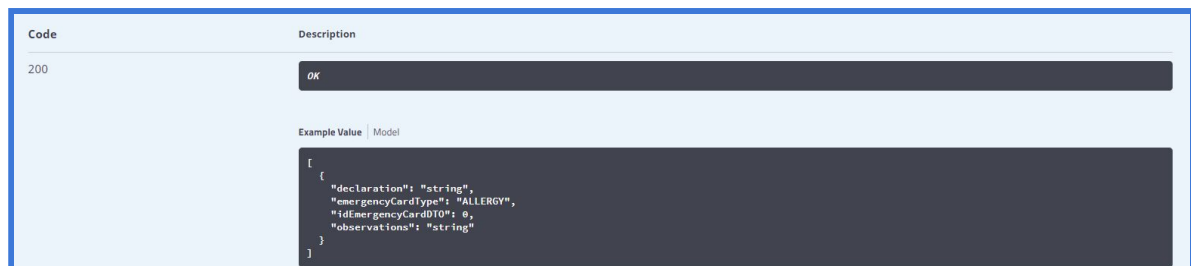 Code Description
200
OK
Example Value Model
[
  {
    "declaration": "string",
    "emergencyCardType": "ALLERGY",
    "idEmergencyCardDTO": 0,
    "observations": "string"
  }
]